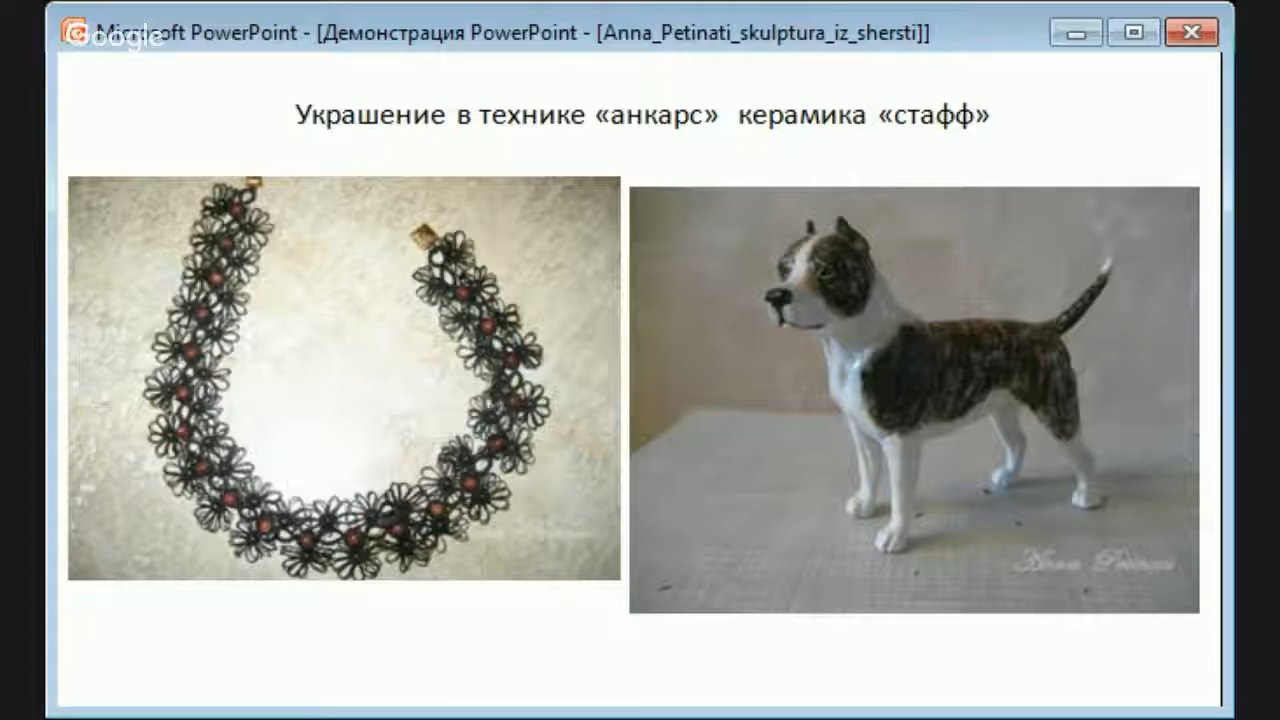 Microsoft PowerPoint - [Демонстрация PowerPoint - [Anna_Petinati_skulptura_iz_shersti]]
Google
Украшение в технике «анкарс» керамика «стафф»